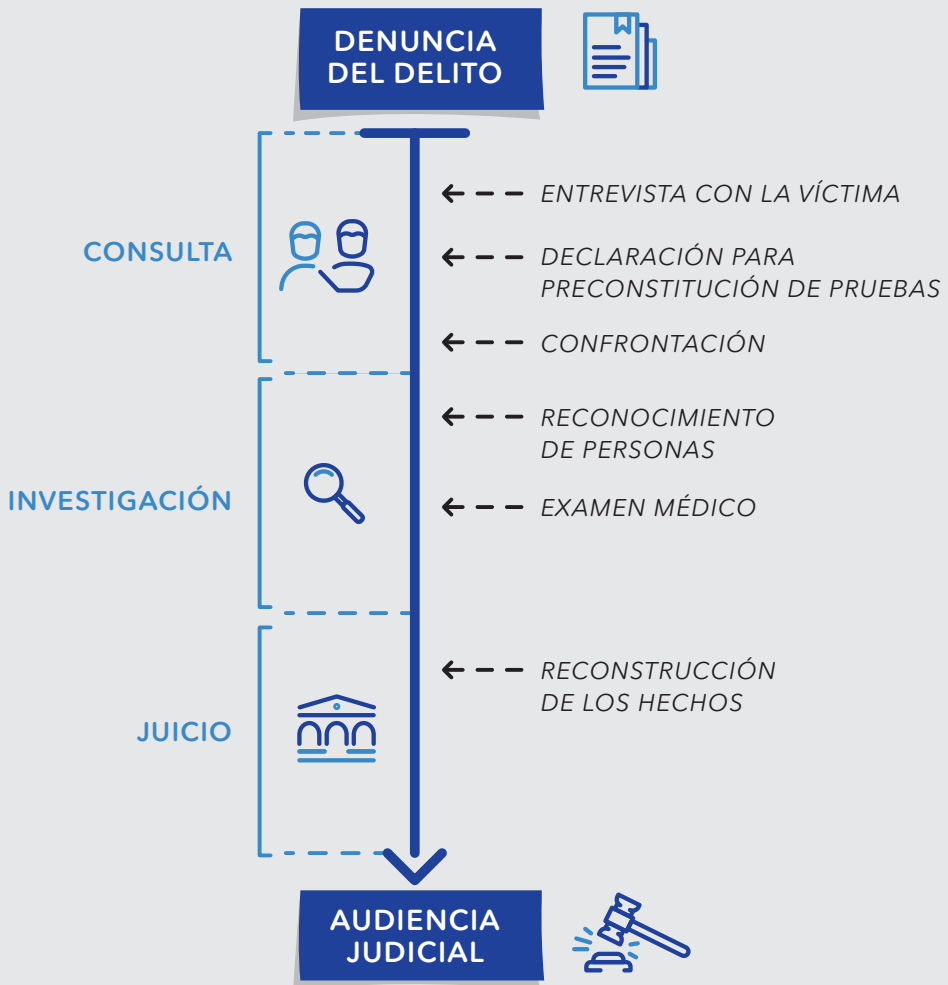 DENUNCIA
DEL DELITO
ENTREVISTA CON LA VÍCTIMA
CONSULTA
DECLARACIÓN PARA
PRECONSTITUCIÓN DE PRUEBAS
CONFRONTACIÓN
RECONOCIMIENTO
DE PERSONAS
INVESTIGACIÓN
EXAMEN MÉDICO
RECONSTRUCCIÓN
DE LOS HECHOS
JUICIO
AUDIENCIA
JUDICIAL